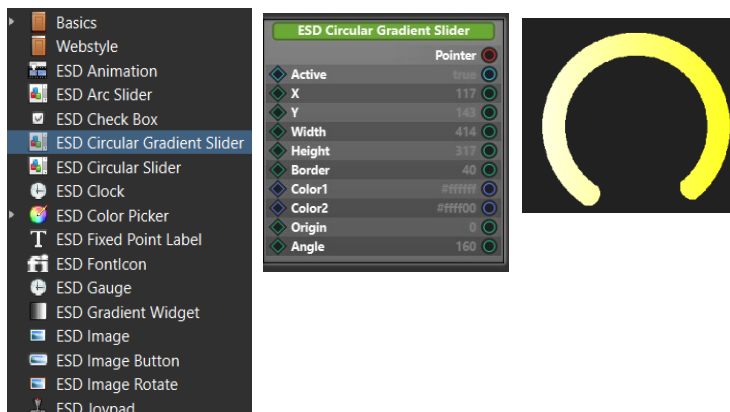 Basics
Webstyle
ESD Animation
ESD Arc Slider
ESD Check Box
ESD Circular Gradient Slider
ESD Circular Slider
ESD Clock
ESD Color Picker
ESD Fixed Point Label
ESD FontIcon
ESD Gauge
ESD Gradient Widget
ESD Image
ESD Image Button
ESD Image Rotate
ESD Joypad
ESD Circular Gradient Slider
Pointer
Active true
X 117
Y 143
Width 414
Height 317
Border 40
Color1 #ffffff
Color2 #ffff00
Origin 0
Angle 160